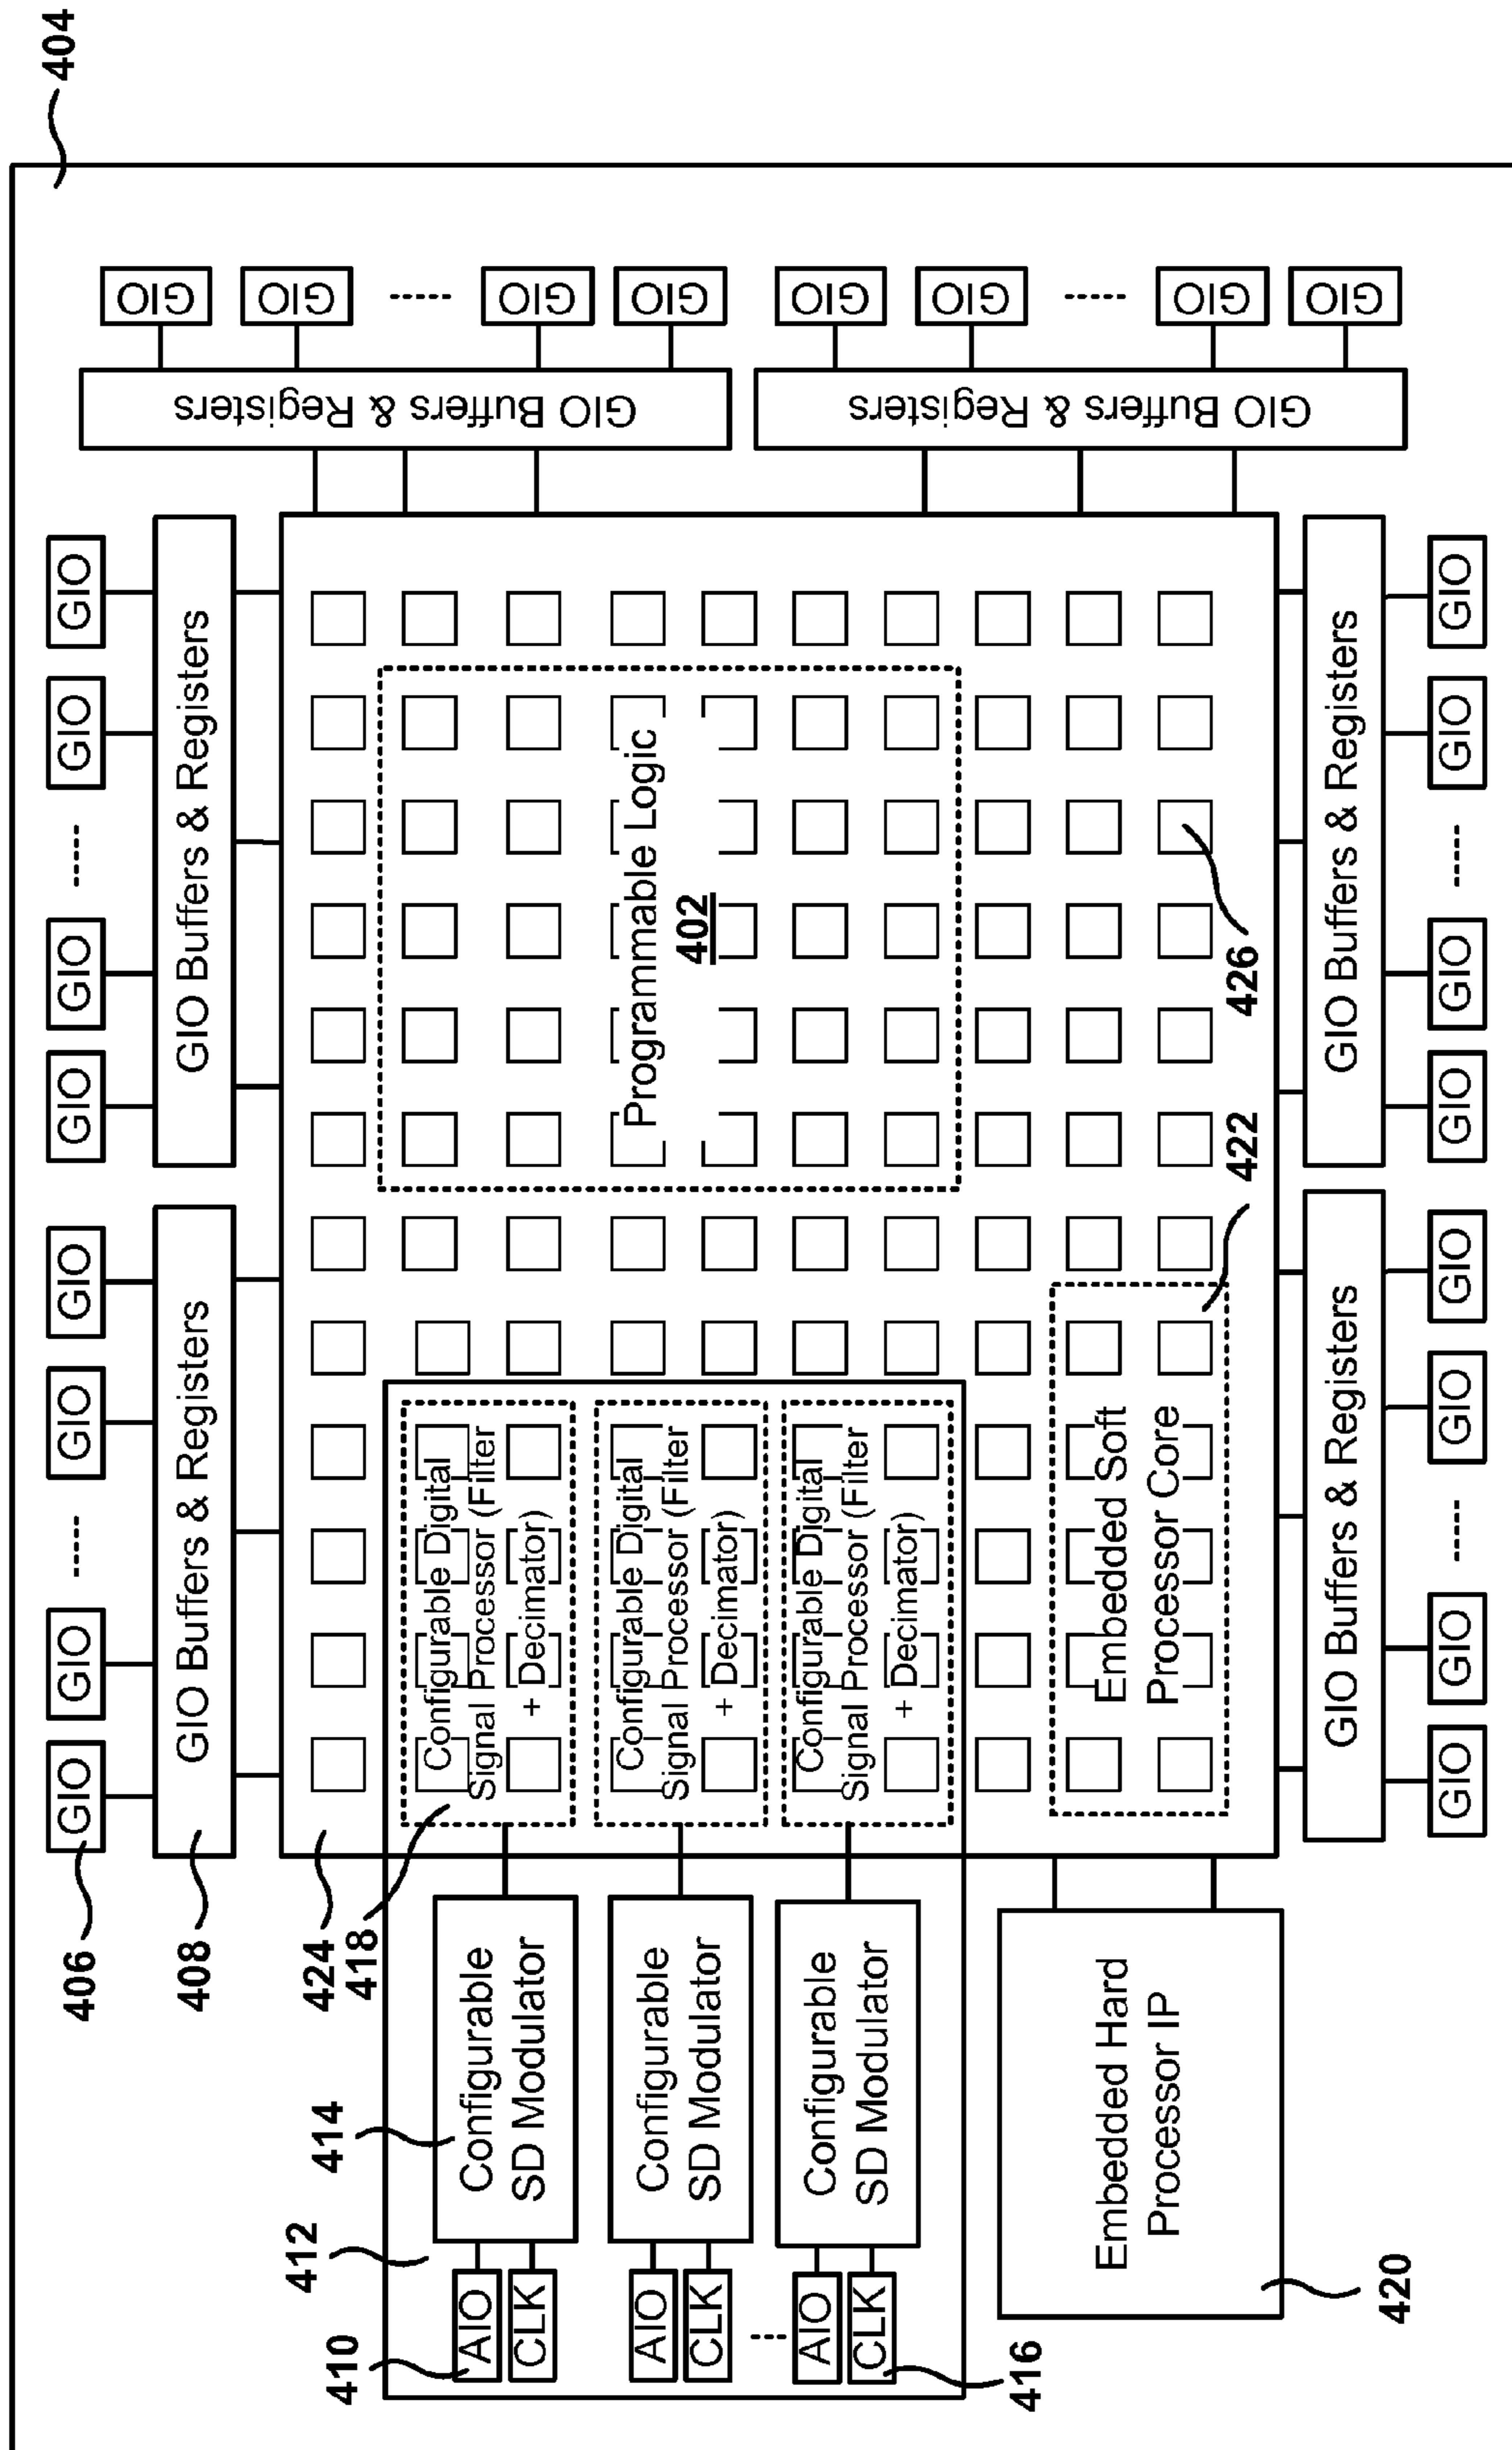 404
GIO GIO GIO GIO GIO GIO GIO GIO
406
GIO Buffers & Registers GIO Buffers & Registers
408
424
418
414
412
410
AIO
CLK
Configurable
SD Modulator
Configurable Digital
Signal Processor (Filter
+ Decimator)
AIO
CLK
Configurable
SD Modulator
Configurable Digital
Signal Processor (Filter
+ Decimator)
AIO
CLK
416
Configurable
SD Modulator
Configurable Digital
Signal Processor (Filter
+ Decimator)
Programmable Logic
402
Embedded Hard
Processor IP
420
Embedded Soft
Processor Core
422
426
GIO Buffers & Registers
GIO
GIO
GIO
GIO
GIO Buffers & Registers
GIO
GIO
GIO
GIO
GIO Buffers & Registers GIO Buffers & Registers
GIO GIO GIO GIO GIO GIO GIO GIO